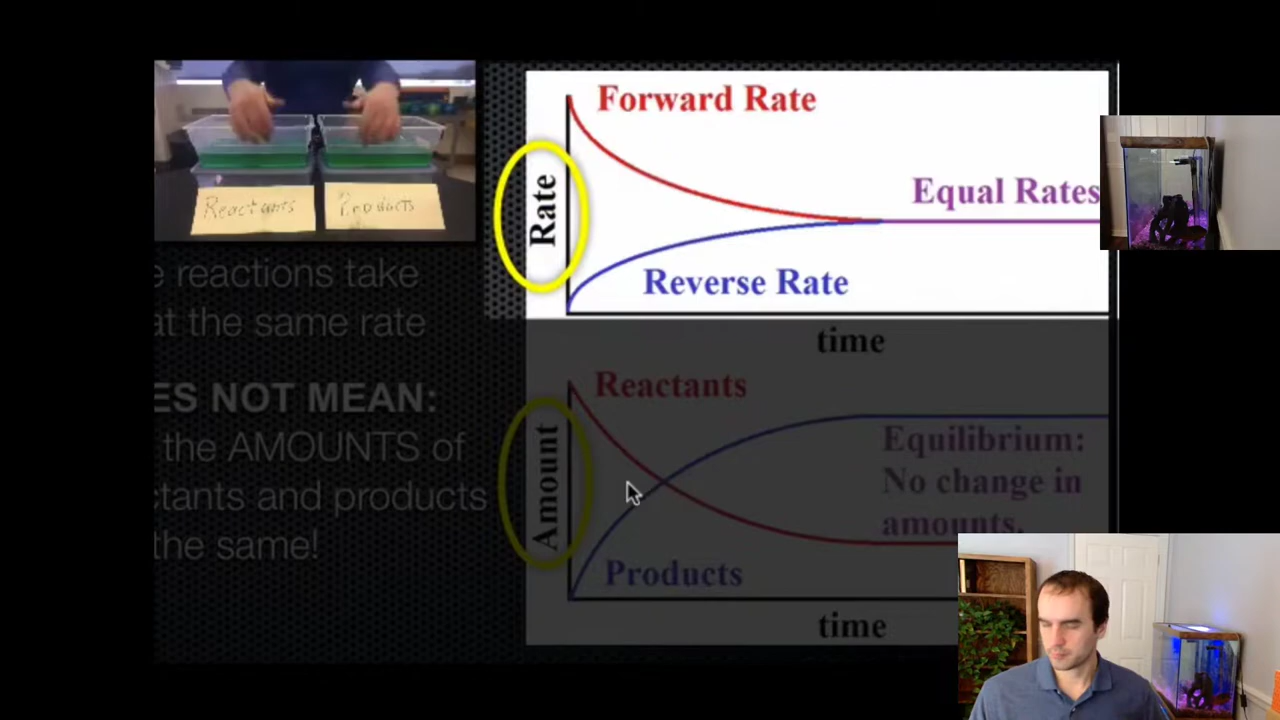 Reactants
Products
e reactions take
at the same rate
ES NOT MEAN:
the AMOUNTS of
ctants and products
the same!
Forward Rate
Rate
Equal Rates
Reverse Rate
time
Reactants
Amount
Equilibrium:
No change in
amounts.
Products
time